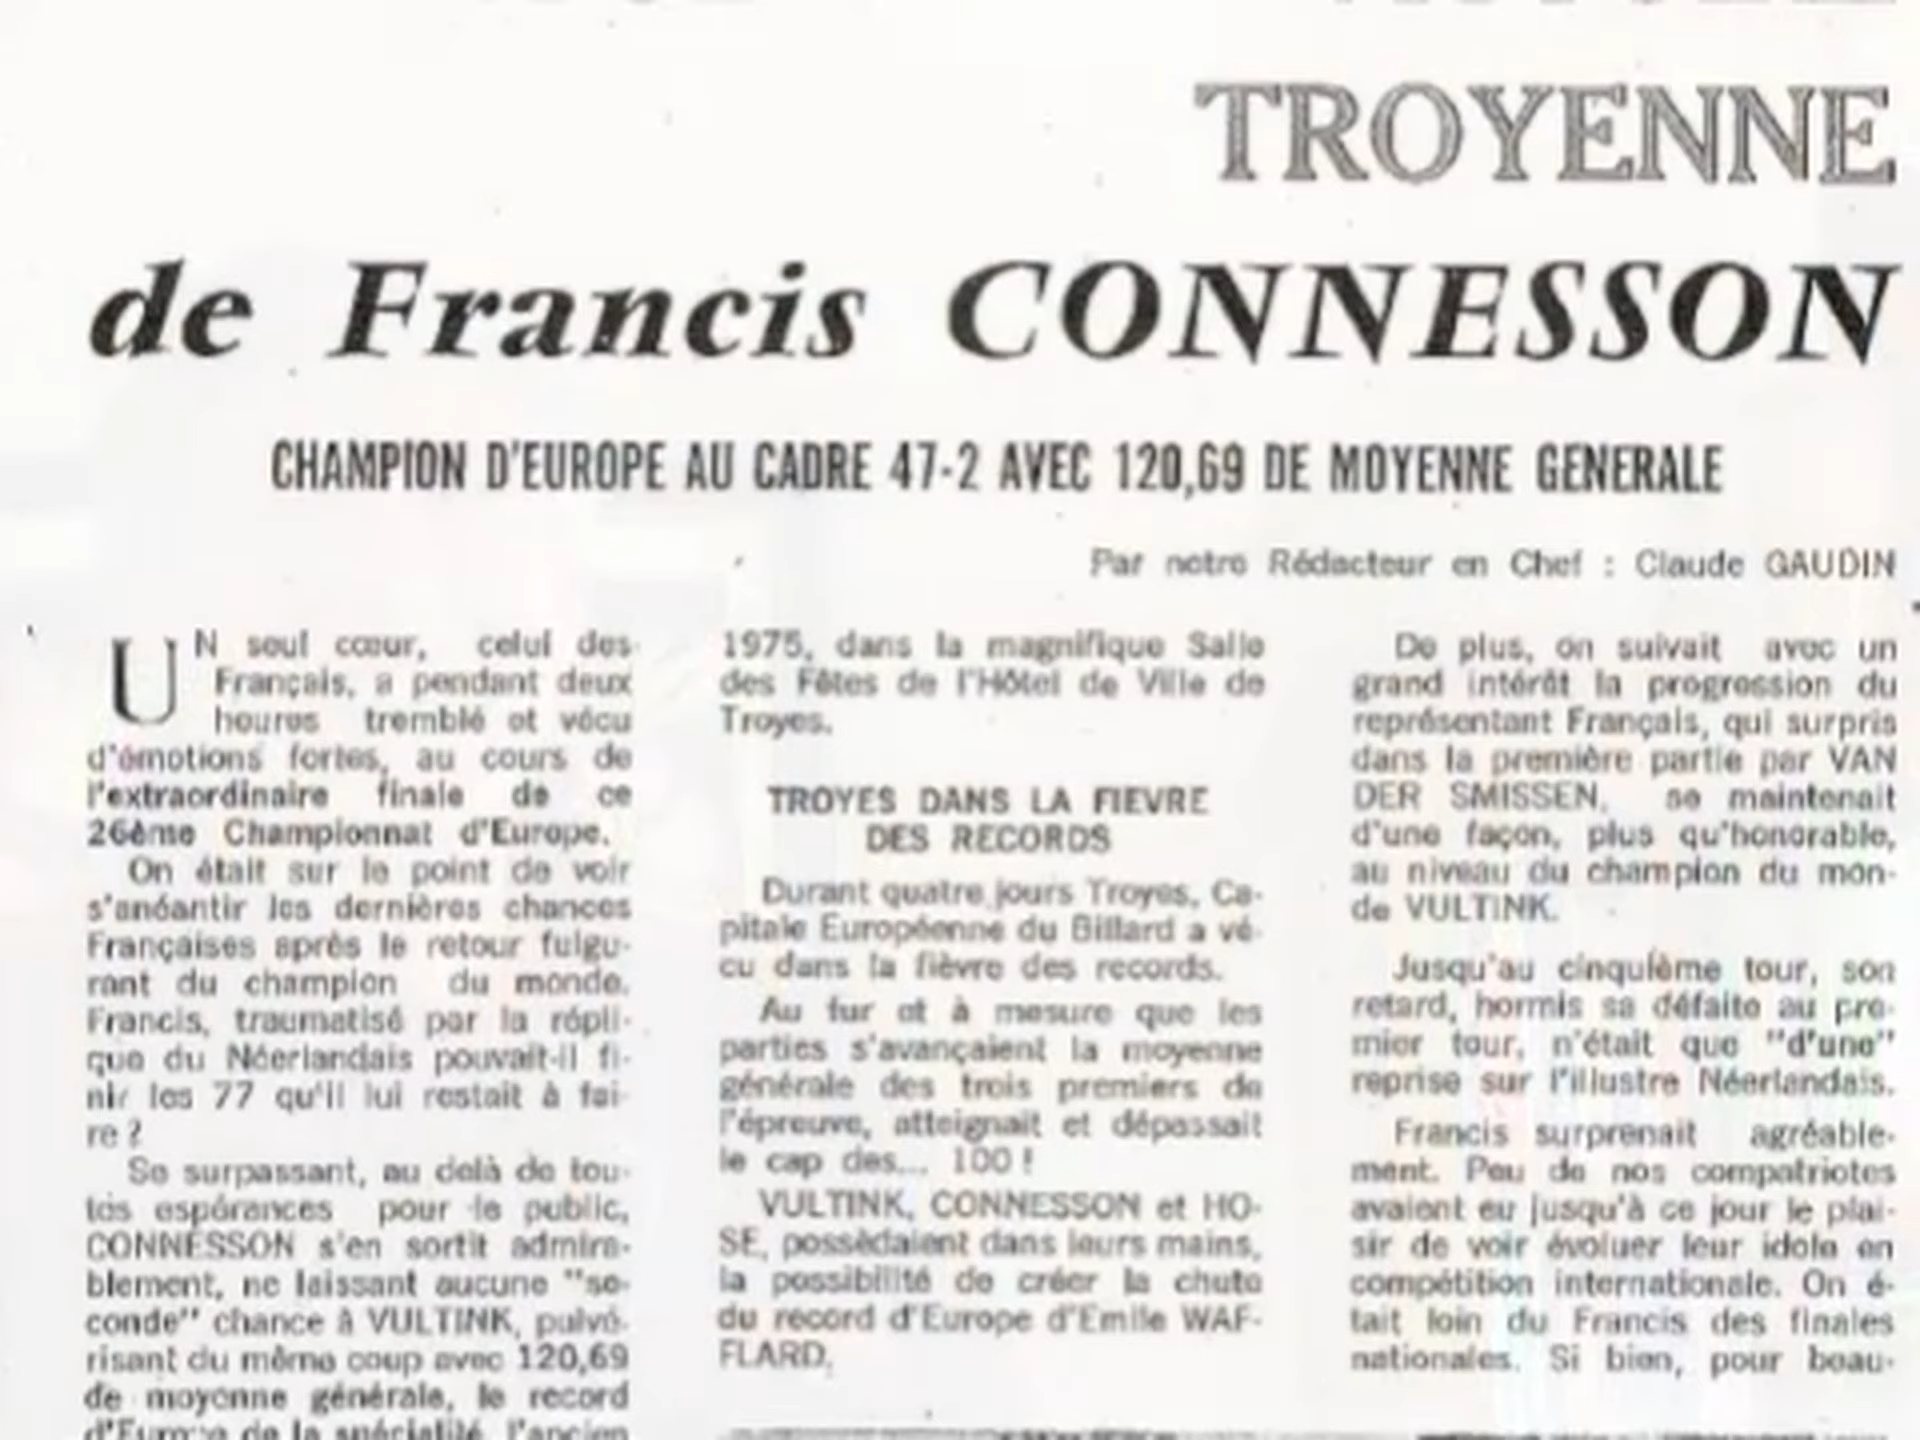 TROYENNE
de Francis CONNESSON
CHAMPION D'EUROPE AU CADRE 47-2 AVEC 120,69 DE MOYENNE GENERALE
Par notre Rédacteur en Chef : Claude GAUDIN
UN seul cœur, celui des
Français, a pendant deux
heures tremblé et vécu
d'émotions fortes, au cours de
l'extraordinaire finale de ce
26ème Championnat d'Europe.
On était sur le point de voir
s'anéantir les dernières chances
Françaises après le retour fulgu-
rant du champion du monde.
Francis, traumatisé par la répli-
que du Néerlandais pouvait-il fi-
nir les 77 qu'il lui restait à fai-
re ?
Se surpassant, au delà de tou-
tes espérances pour le public,
CONNESSON s'en sortit admira-
blement, ne laissant aucune "se-
conde" chance à VULTINK, pulvé-
risant du même coup avec 120,69
de moyenne générale, le record
d'Europe de la spécialité, l'ancien
1975, dans la magnifique Salle
des Fêtes de l'Hôtel de Ville de
Troyes.
TROYES DANS LA FIEVRE
DES RECORDS
Durant quatre jours Troyes, Ca-
pitale Européenne du Billard a vé-
cu dans la fièvre des records.
Au fur et à mesure que les
parties s'avançaient la moyenne
générale des trois premiers de
l'épreuve, atteignait et dépassait
le cap des... 100 !
VULTINK, CONNESSON et HO-
SE, possèdaient dans leurs mains,
la possibilité de créer la chute
du record d'Europe d'Emile WAF-
FLARD.
De plus, on suivait avec un
grand intérêt la progression du
représentant Français, qui surpris
dans la première partie par VAN
DER SMISSEN, se maintenait
d'une façon, plus qu'honorable,
au niveau du champion du mon-
de VULTINK.
Jusqu'au cinquième tour, son
retard, hormis sa défaite au pre-
mier tour, n'était que "d'une"
reprise sur l'illustre Néerlandais.
Francis surprenait agréable-
ment. Peu de nos compatriotes
avaient eu jusqu'à ce jour le plai-
sir de voir évoluer leur idole en
compétition internationale. On é-
tait loin du Francis des finales
nationales. Si bien, pour beau-